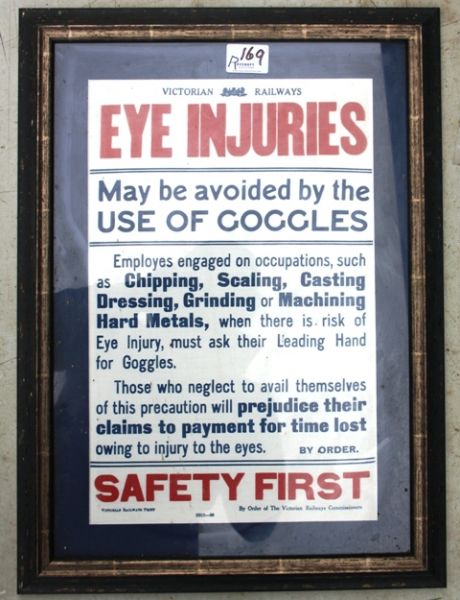 169
VICTORIAN RAILWAYS
EYE INJURIES
May be avoided by the
USE OF GOGGLES
Employes engaged on occupations, such
as Chipping, Scaling, Casting
Dressing, Grinding or Machining
Hard Metals, when there is risk of
Eye Injury, must ask their Leading Hand
for Goggles.
Those who neglect to avail themselves
of this precaution will prejudice their
claims to payment for time lost
owing to injury to the eyes. BY ORDER.
SAFETY FIRST
VICTORIAN RAILWAYS PRINT
By Order of The Victorian Railways Commissioners